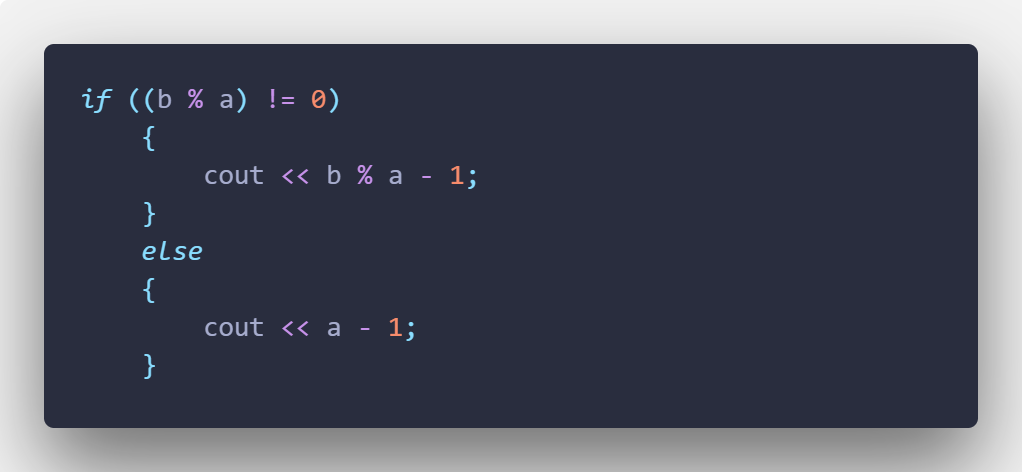 if ((b % a) != 0)
    {
        cout << b % a - 1;
    }
    else
    {
        cout << a - 1;
    }